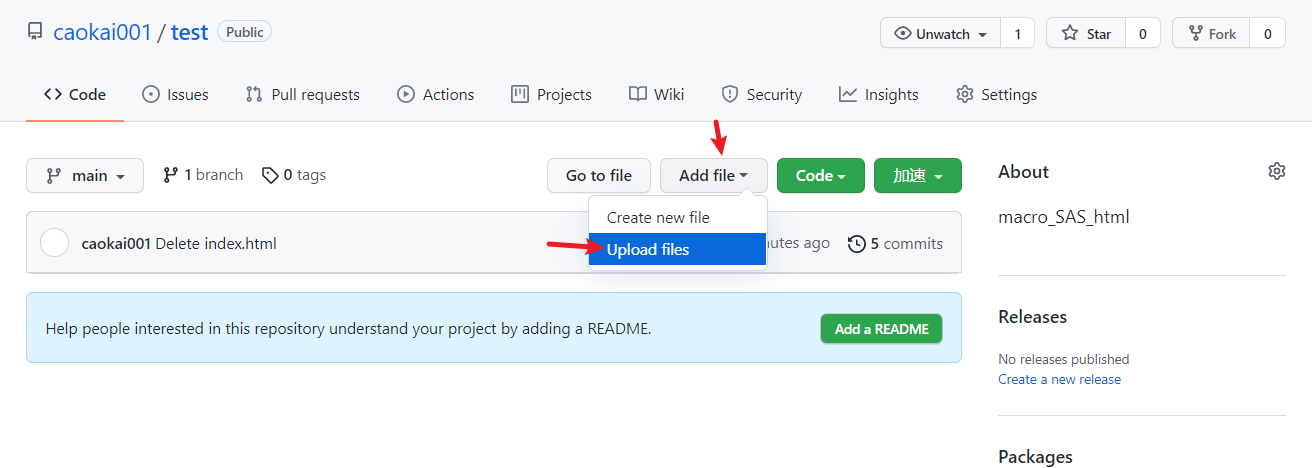 caokai001 / test Public
Unwatch 1 Star 0 Fork 0
Code Issues Pull requests Actions Projects Wiki Security Insights Settings
main 1 branch 0 tags Go to file Add file Code 加速
Create new file
Upload files
caokai001 Delete index.html ago 5 commits
Help people interested in this repository understand your project by adding a README. Add a README
About
macro_SAS_html
Releases
No releases published
Create a new release
Packages